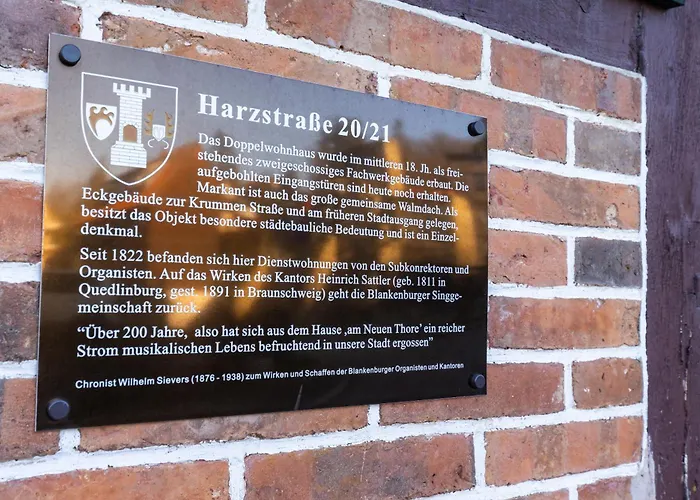 Harzstraße 20/21
Das Doppelwohnhaus wurde im mittleren 18. Jh. als frei-
stehendes zweigeschossiges Fachwerkgebäude erbaut. Die
aufgebohlten Eingangstüren sind heute noch erhalten.
Markant ist auch das große gemeinsame Walmdach. Als
Eckgebäude zur Krummen Straße und am früheren Stadtausgang gelegen,
besitzt das Objekt besondere städtebauliche Bedeutung und ist ein Einzel-
denkmal.
Seit 1822 befanden sich hier Dienstwohnungen von den Subkonrektoren und
Organisten. Auf das Wirken des Kantors Heinrich Sattler (geb. 1811 in
Quedlinburg, gest. 1891 in Braunschweig) geht die Blankenburger Singge-
meinschaft zurück.
“Über 200 Jahre, also hat sich aus dem Hause ‚am Neuen Thore’ ein reicher
Strom musikalischen Lebens befruchtend in unsere Stadt ergossen”
Chronist Wilhelm Sievers (1876 - 1938) zum Wirken und Schaffen der Blankenburger Organisten und Kantoren